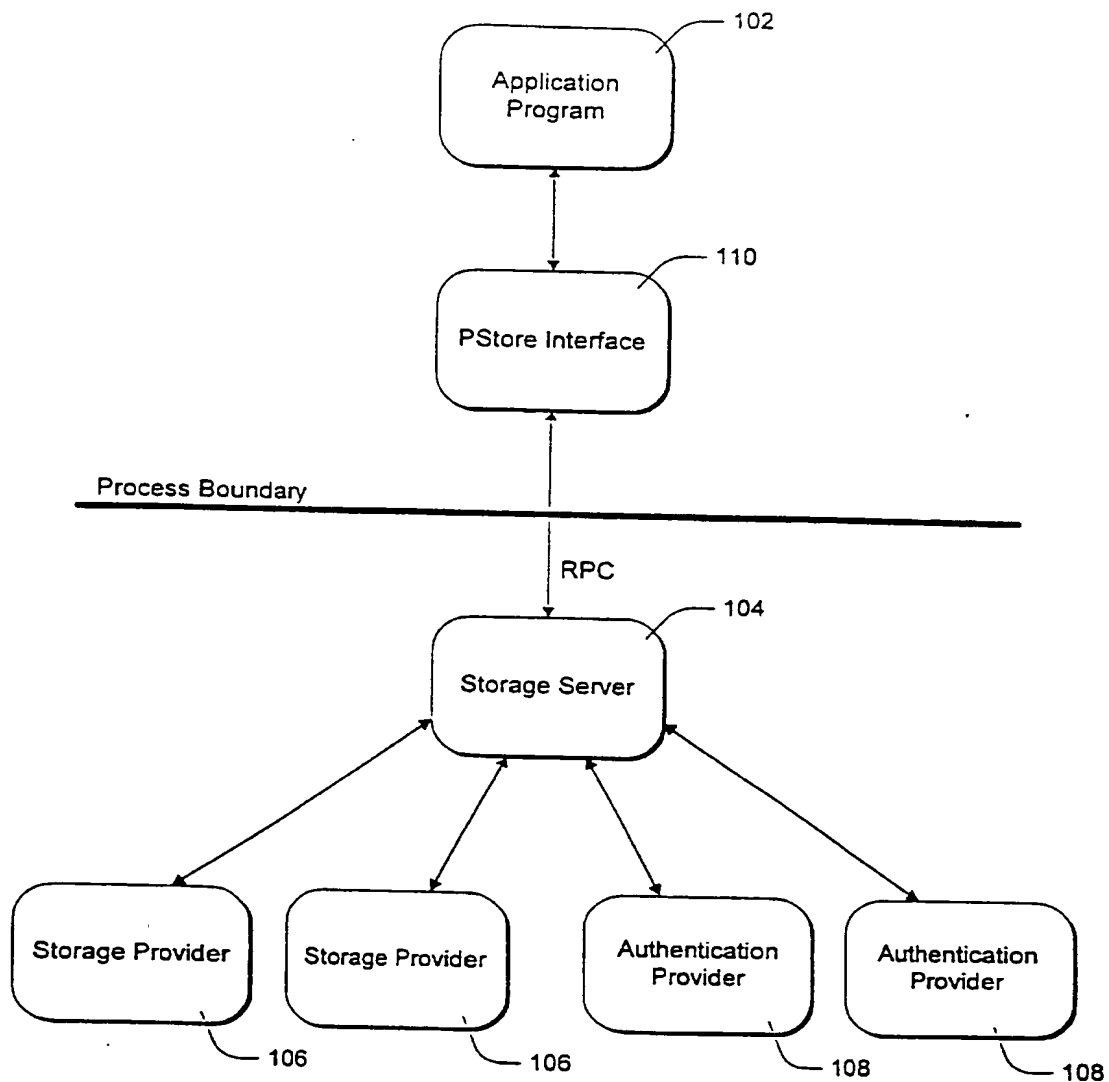 102
Application
Program
110
PStore Interface
Process Boundary
RPC
104
Storage Server
Storage Provider
Storage Provider
Authentication
Provider
Authentication
Provider
106
106
108
108